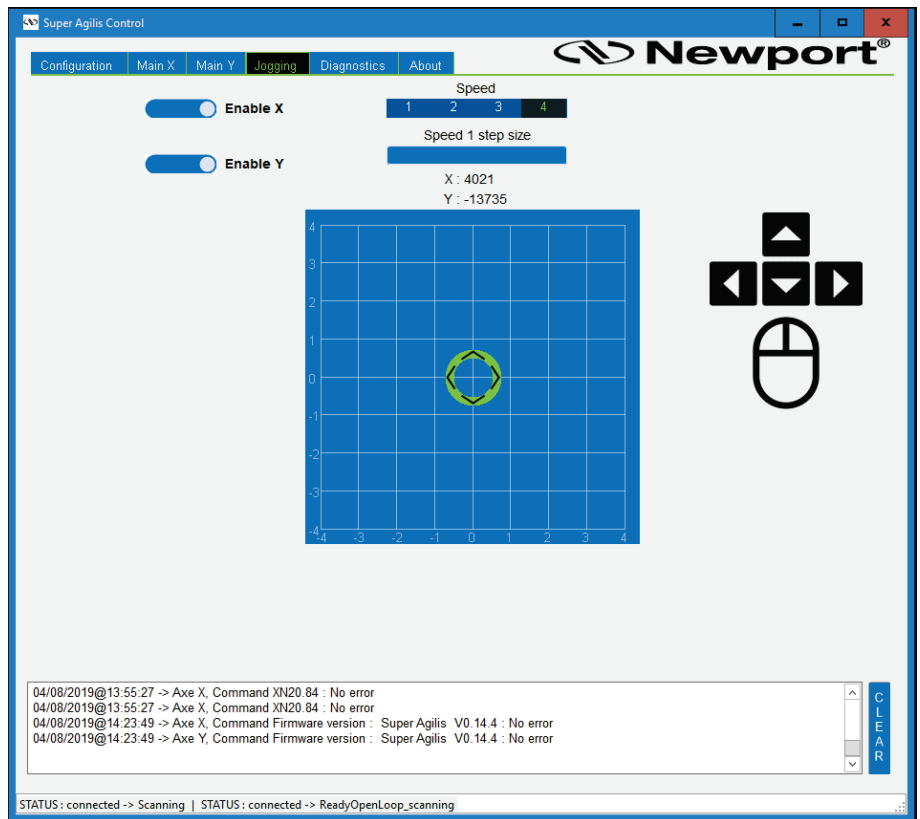 Super Agilis Control
Newport®
Configuration Main X Main Y Jogging Diagnostics About
Speed
Enable X
1 2 3 4
Speed 1 step size
Enable Y
X : 4021
Y : -13735
4
3
2
1
0
-1
-2
-3
-4
-4 -3 -2 -1 0 1 2 3 4
04/08/2019@13:55:27 -> Axe X, Command XN20.84 : No error
04/08/2019@13:55:27 -> Axe X, Command XN20.84 : No error
04/08/2019@14:23:49 -> Axe X, Command Firmware version : Super Agilis V0.14.4 : No error
04/08/2019@14:23:49 -> Axe Y, Command Firmware version : Super Agilis V0.14.4 : No error
CLEAR
STATUS : connected -> Scanning | STATUS : connected -> ReadyOpenLoop_scanning